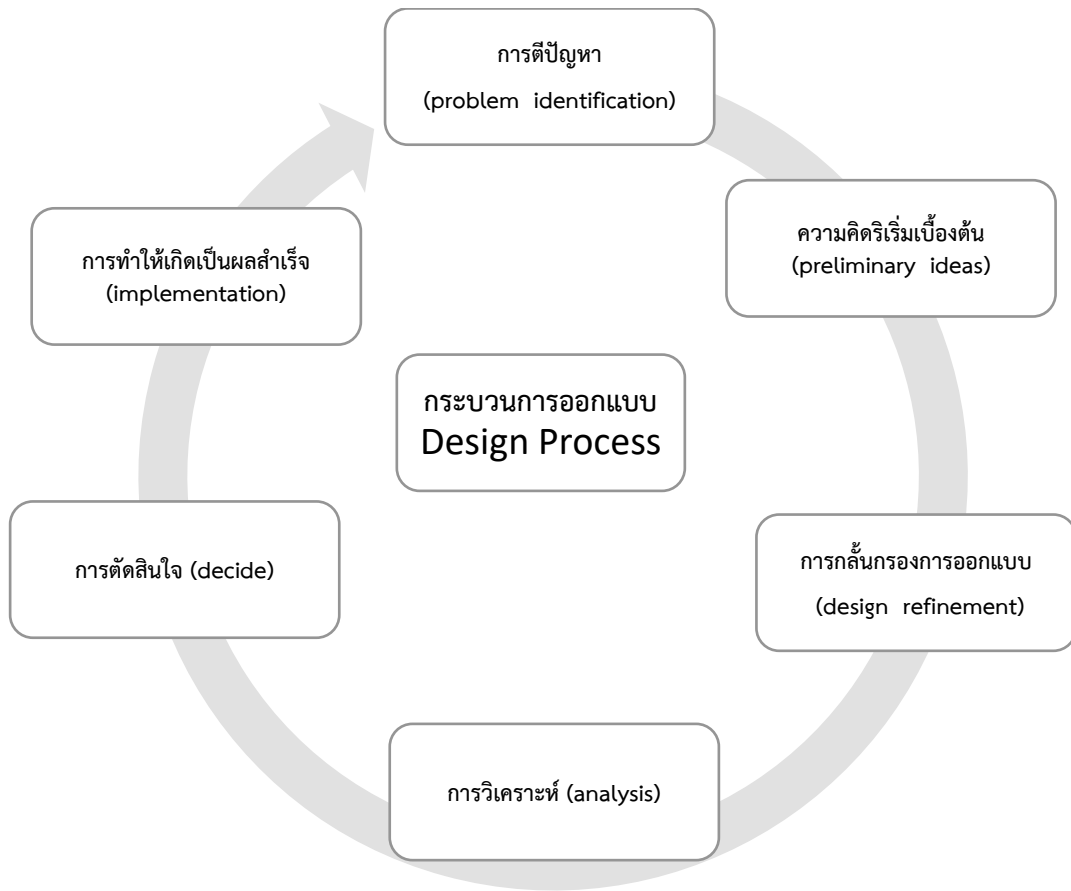 การตีปัญหา
(problem identification)
ความคิดริเริ่มเบื้องต้น
(preliminary ideas)
การกลั้นกรองการออกแบบ
(design refinement)
การวิเคราะห์ (analysis)
การตัดสินใจ (decide)
การทำให้เกิดเป็นผลสำเร็จ
(implementation)
กระบวนการออกแบบ
Design Process